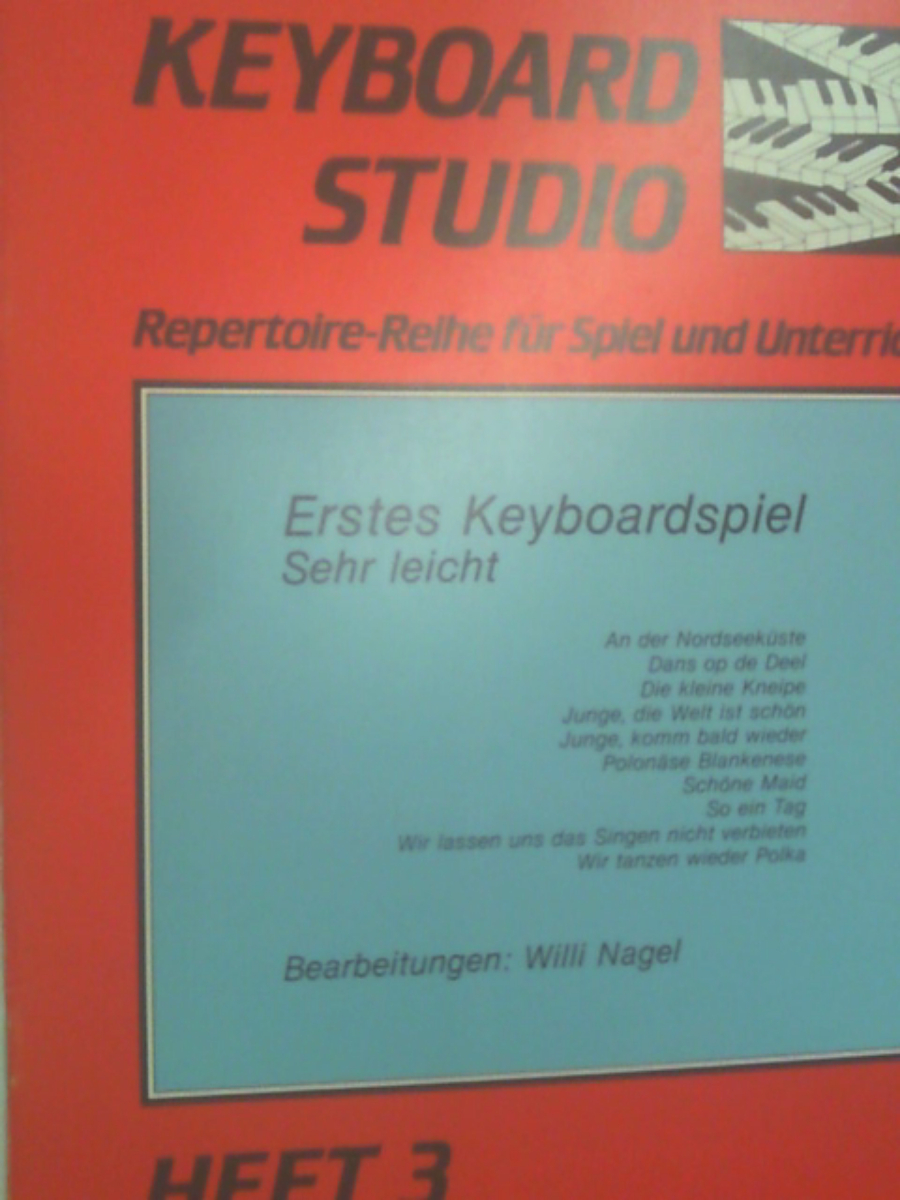 KEYBOARD
STUDIO
Repertoire-Reihe für Spiel und Unterric
Erstes Keyboardspiel
Sehr leicht
An der Nordseeküste
Dans op de Deel
Die kleine Kneipe
Junge, die Welt ist schön
Junge, komm bald wieder
Polonäse Blankenese
Schöne Maid
So ein Tag
Wir lassen uns das Singen nicht verbieten
Wir tanzen wieder Polka
Bearbeitungen: Willi Nagel
HEFT 3